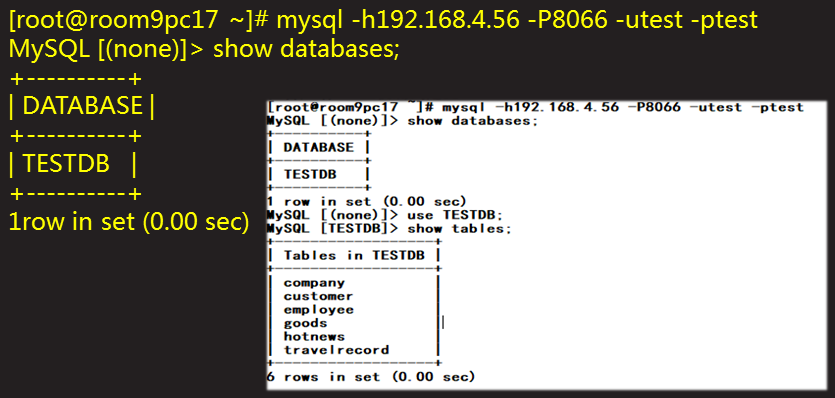 [root@room9pc17 ~]# mysql -h192.168.4.56 -P8066 -utest -ptest
MySQL [(none)]> show databases;
+----------+
| DATABASE |
+----------+
| TESTDB   |
+----------+
1row in set (0.00 sec)
[root@room9pc17 ~]# mysql -h192.168.4.56 -P8066 -utest -ptest
MySQL [(none)]> show databases;
+----------+
| DATABASE |
+----------+
| TESTDB   |
+----------+
1 row in set (0.00 sec)
MySQL [(none)]> use TESTDB;
MySQL [TESTDB]> show tables;
+------------------+
| Tables in TESTDB |
+------------------+
| company          |
| customer         |
| employee         |
| goods            |
| hotnews          |
| travelrecord     |
+------------------+
6 rows in set (0.00 sec)